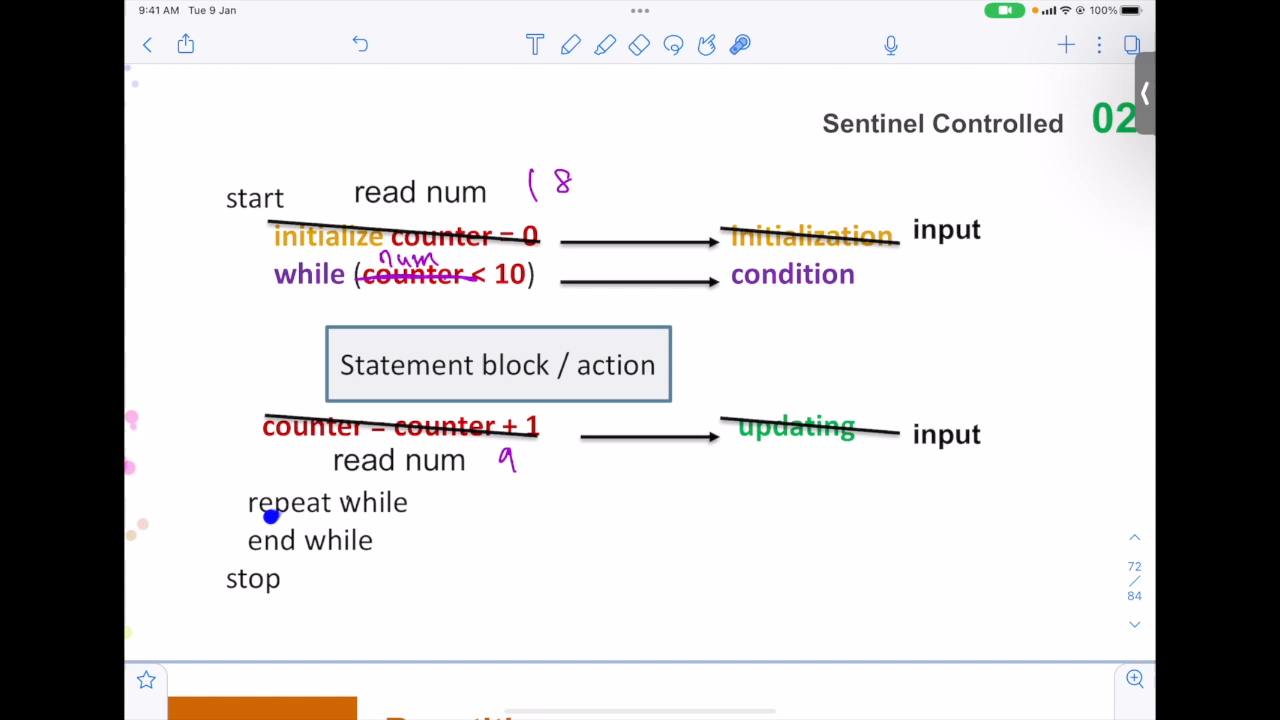 9:41 AM Tue 9 Jan
100%
Sentinel Controlled 02
start read num ( 8
initialize counter = 0 initialization input
num
while (counter < 10) condition
Statement block / action
counter = counter + 1 updating input
read num 9
repeat while
end while
stop
72
/
84